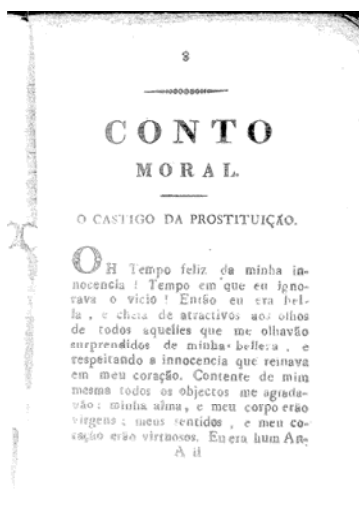 8
CONTO
MORAL.
O CASTIGO DA PROSTITUIÇÃO.
OH Tempo feliz da minha in-
nocencia ! Tempo em que eu igno-
rava o vicio ! Então eu era bel-
la , e cheia de atractivos aos olhos
de todos aquelles que me olhavão
surprendidos de minha belleza , e
respeitando a innocencia que reinava
em meu coração. Contente de mim
mesma todos os objectos me agrada-
vão : minha alma, e meu corpo erão
virgens ; meus sentidos , e meu co-
ração erão virtuosos. Eu era hum An-
A ii